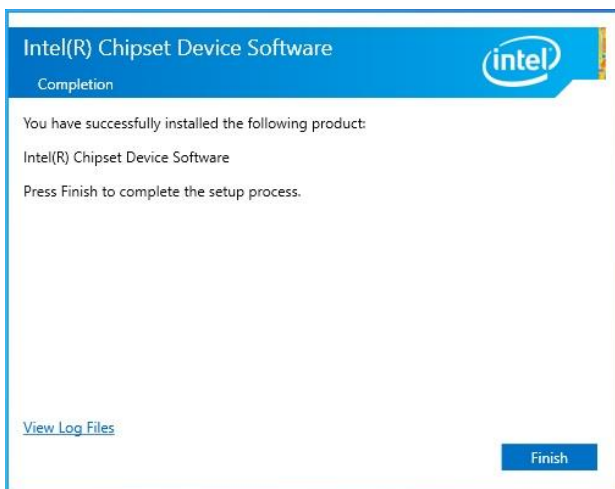 Intel(R) Chipset Device Software
intel
Completion
You have successfully installed the following product:
Intel(R) Chipset Device Software
Press Finish to complete the setup process.
View Log Files
Finish